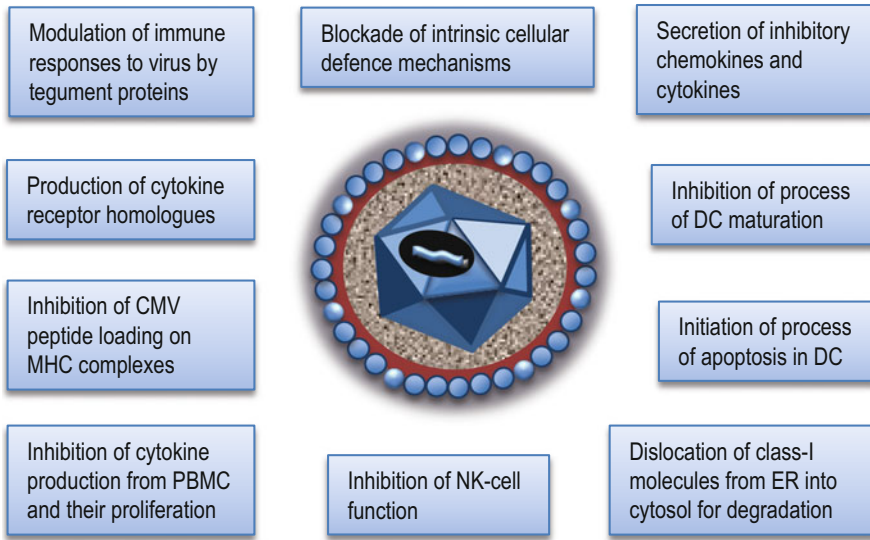 Modulation of immune
responses to virus by
tegument proteins
Blockade of intrinsic cellular
defence mechanisms
Secretion of inhibitory
chemokines and
cytokines
Production of cytokine
receptor homologues
Inhibition of process
of DC maturation
Inhibition of CMV
peptide loading on
MHC complexes
Initiation of process
of apoptosis in DC
Inhibition of cytokine
production from PBMC
and their proliferation
Inhibition of NK-cell
function
Dislocation of class-I
molecules from ER into
cytosol for degradation